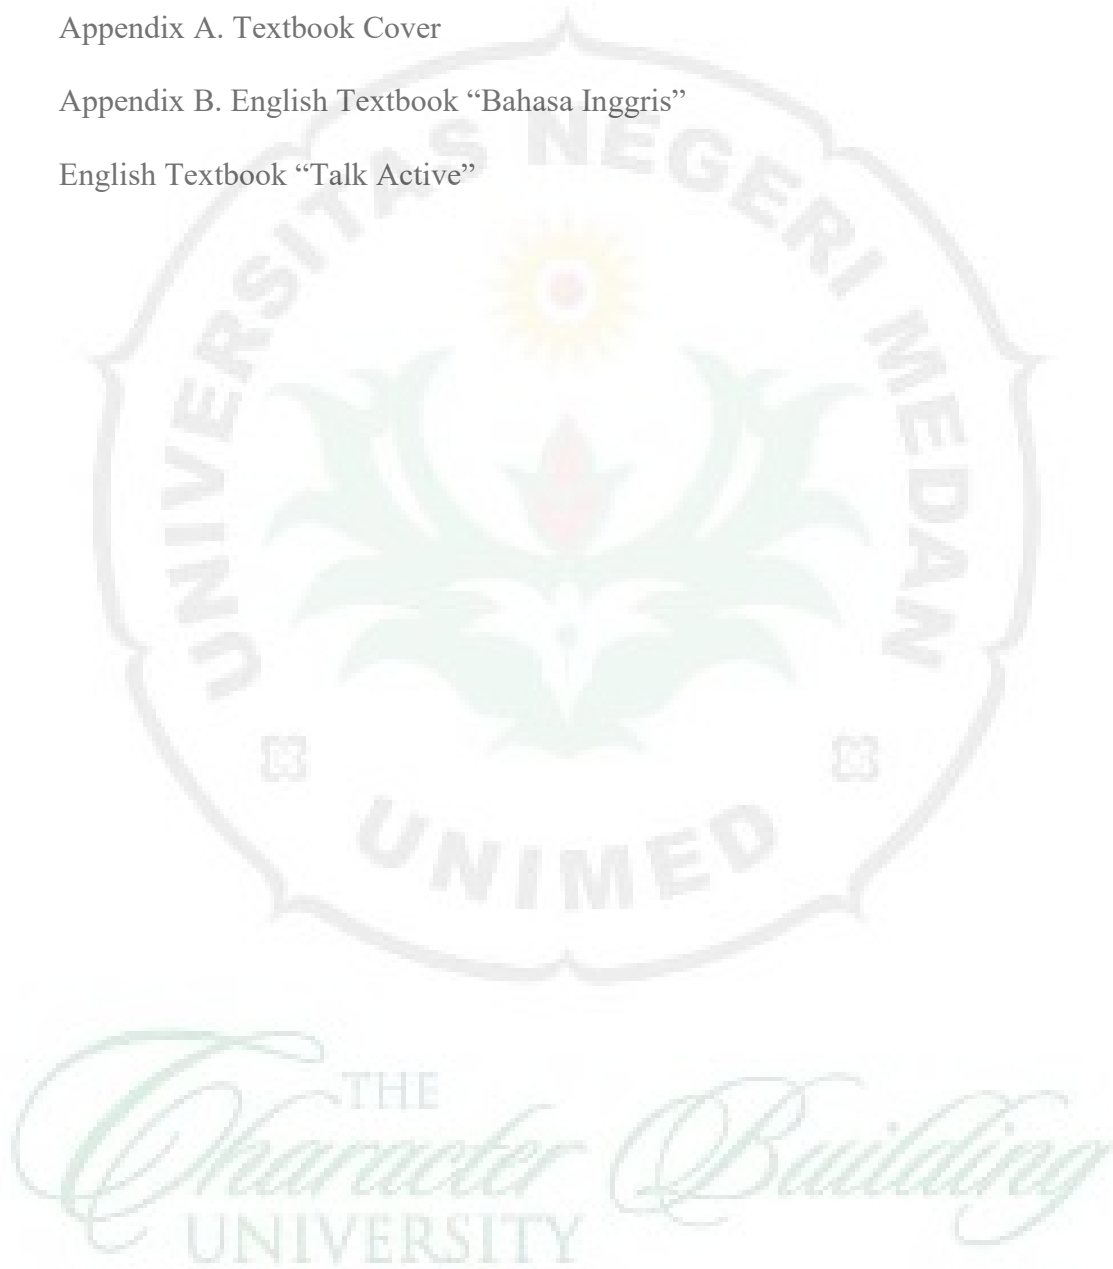 Appendix A. Textbook Cover
Appendix B. English Textbook “Bahasa Inggris”
English Textbook “Talk Active”
UNIVERSITAS NEGERI MEDAN
UNIMED
THE
Character Building
UNIVERSITY